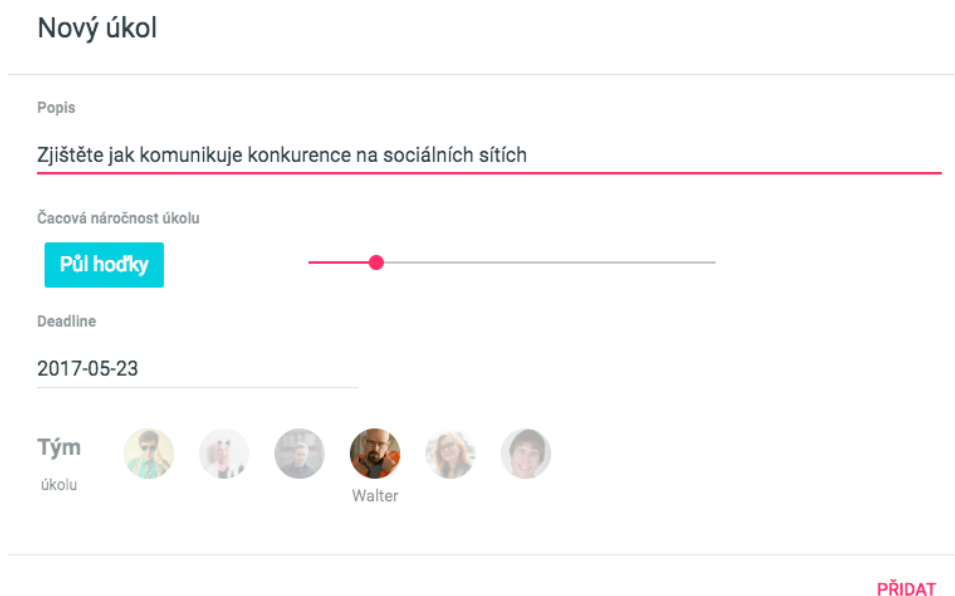 Nový úkol
Popis
Zjištěte jak komunikuje konkurence na sociálních sítích
Čacová náročnost úkolu
Půl hoďky
Deadline
2017-05-23
Tým
úkolu
Walter
PŘIDAT